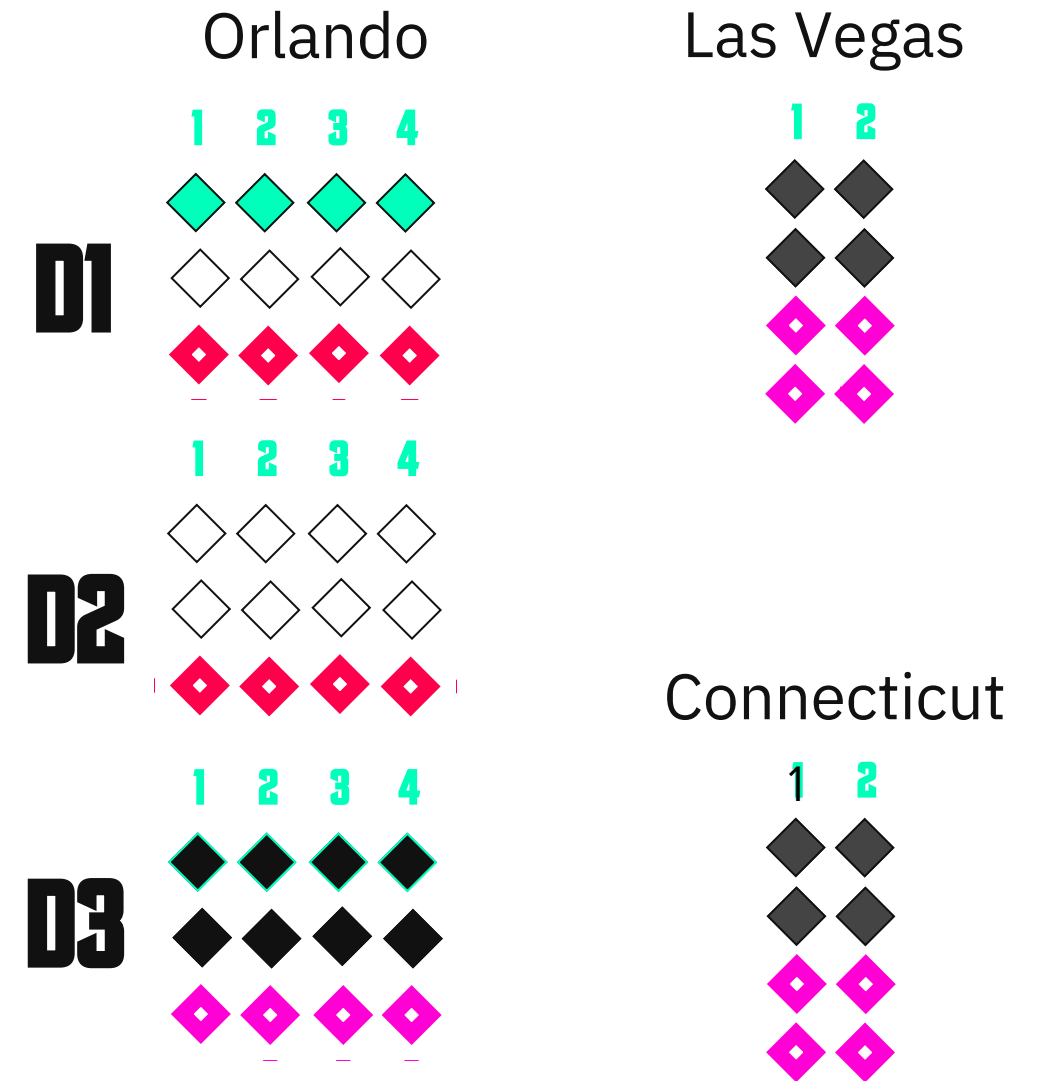 Orlando
Las Vegas
1 2 3 4
1 2
D1
1 2 3 4
D2
Connecticut
1 2 3 4
1 2
D3